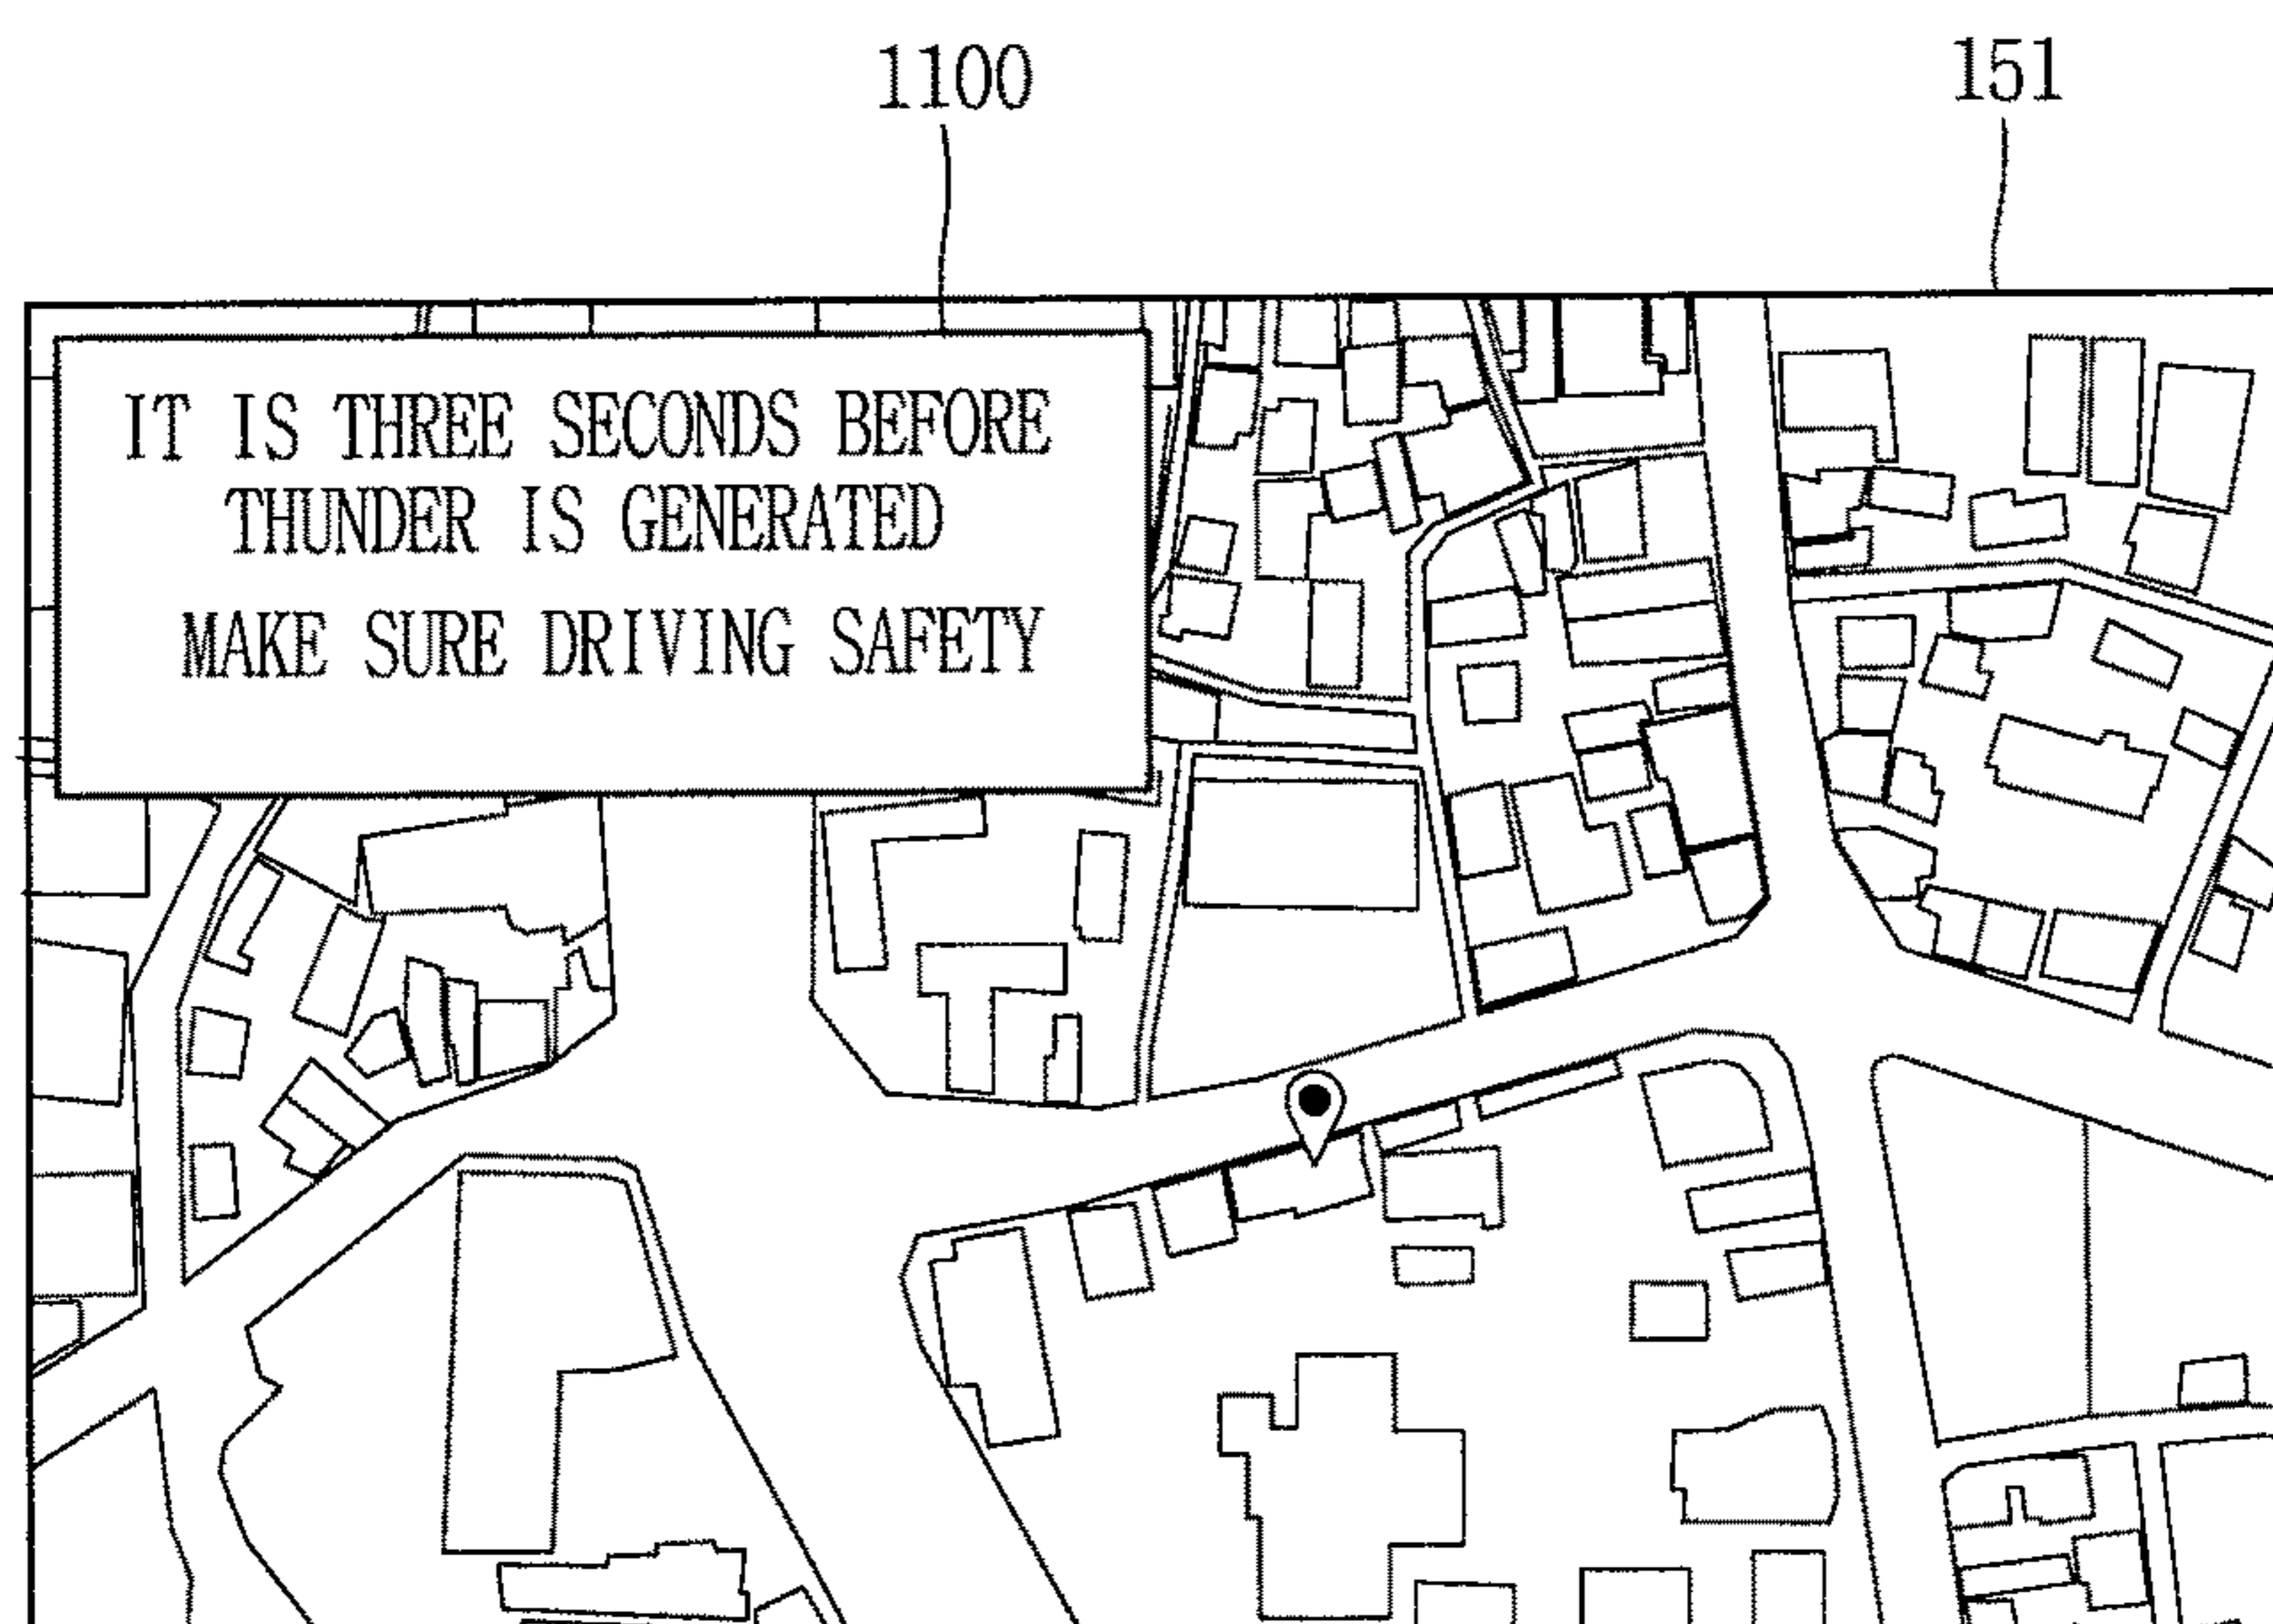 1100
151
IT IS THREE SECONDS BEFORE
THUNDER IS GENERATED
MAKE SURE DRIVING SAFETY